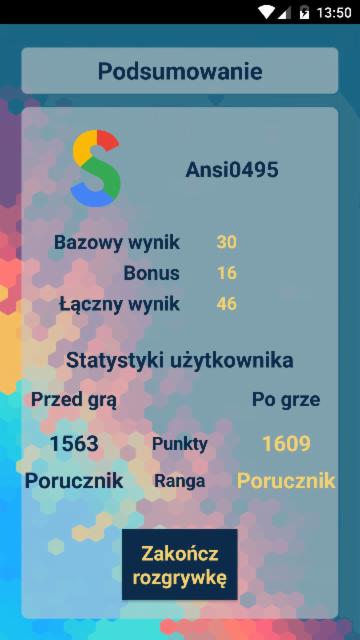 13:50
Podsumowanie
S
Ansi0495
Bazowy wynik 30
Bonus 16
Łączny wynik 46
Statystyki użytkownika
Przed grą Po grze
1563 Punkty 1609
Porucznik Ranga Porucznik
Zakończ
rozgrywkę